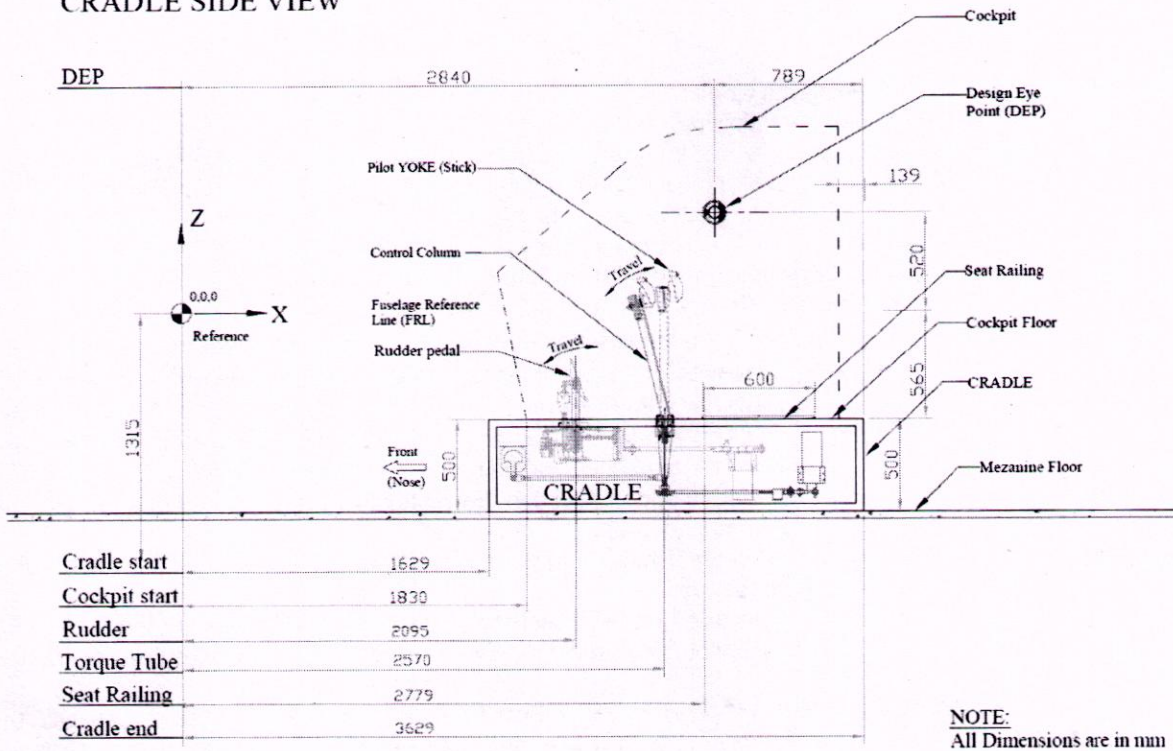 CRADLE SIDE VIEW
Cockpit
DEP
2840
789
Design Eye
Point (DEP)
Pilot YOKE (Stick)
139
Z
Control Column
Travel
520
Seat Railing
0,0,0
X
Reference
Fuselage Reference
Line (FRL)
Cockpit Floor
Rudder pedal
Travel
600
565
CRADLE
1315
Front
(Nose)
500
CRADLE
500
Mezanine Floor
Cradle start
1629
Cockpit start
1830
Rudder
2095
Torque Tube
2570
Seat Railing
2779
Cradle end
3629
NOTE:
All Dimensions are in mm